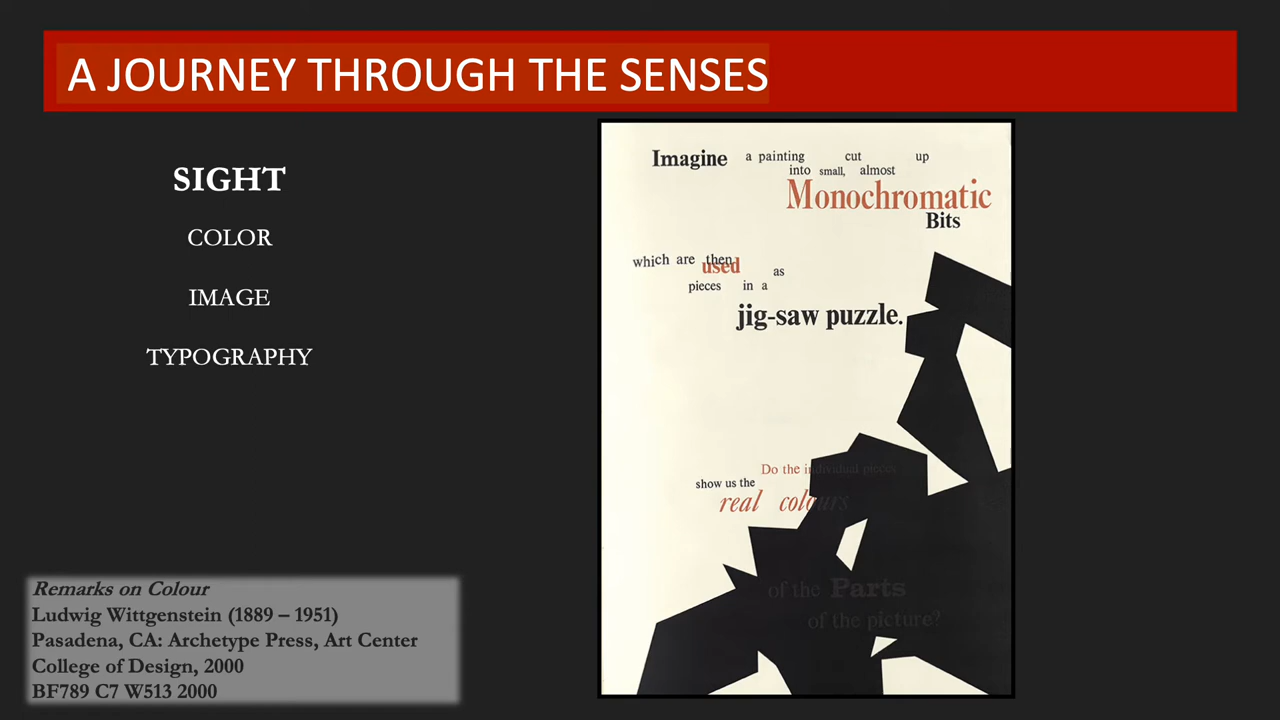 A JOURNEY THROUGH THE SENSES
SIGHT
COLOR
IMAGE
TYPOGRAPHY
Imagine a painting cut up
into small, almost
Monochromatic
Bits
which are then
used as
pieces in a
jig-saw puzzle.
Do the individual pieces
show us the
real colours
of the Parts
of the picture?
Remarks on Colour
Ludwig Wittgenstein (1889 – 1951)
Pasadena, CA: Archetype Press, Art Center
College of Design, 2000
BF789 C7 W513 2000